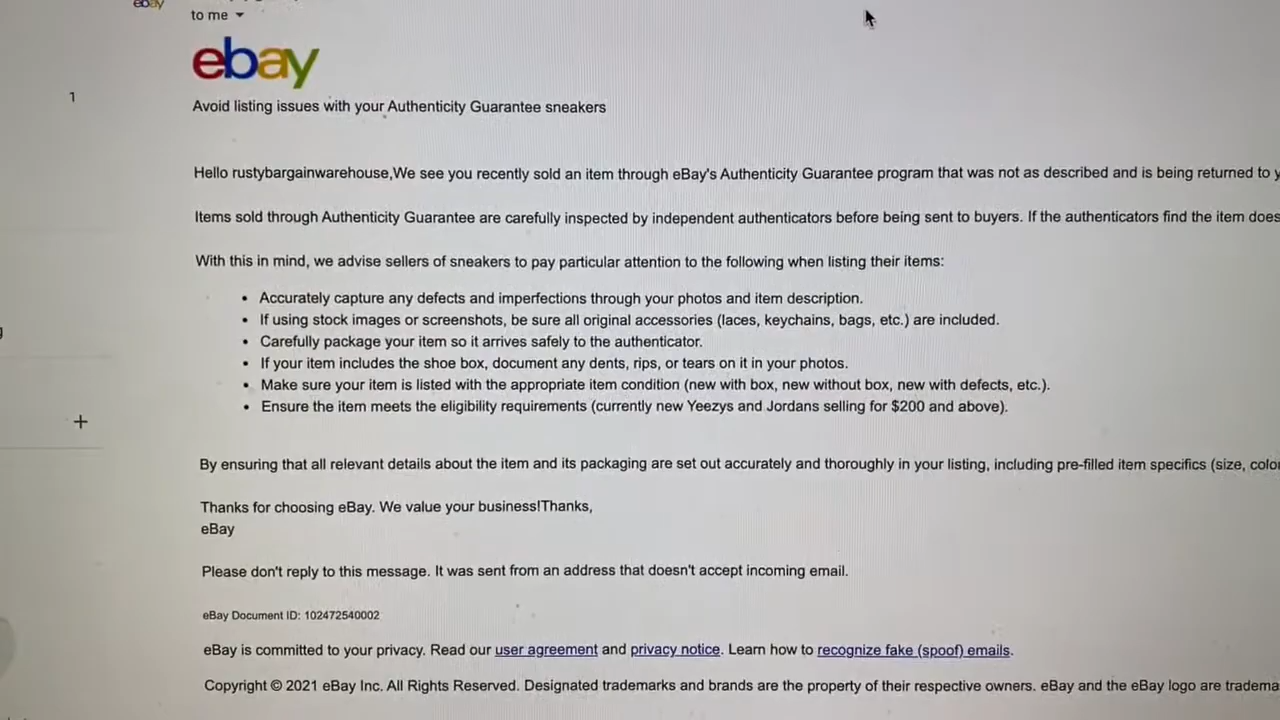 ebay
to me
ebay
Avoid listing issues with your Authenticity Guarantee sneakers
1
Hello rustybargainwarehouse,We see you recently sold an item through eBay's Authenticity Guarantee program that was not as described and is being returned to y
Items sold through Authenticity Guarantee are carefully inspected by independent authenticators before being sent to buyers. If the authenticators find the item does
With this in mind, we advise sellers of sneakers to pay particular attention to the following when listing their items:
• Accurately capture any defects and imperfections through your photos and item description.
• If using stock images or screenshots, be sure all original accessories (laces, keychains, bags, etc.) are included.
• Carefully package your item so it arrives safely to the authenticator.
• If your item includes the shoe box, document any dents, rips, or tears on it in your photos.
• Make sure your item is listed with the appropriate item condition (new with box, new without box, new with defects, etc.).
• Ensure the item meets the eligibility requirements (currently new Yeezys and Jordans selling for $200 and above).
By ensuring that all relevant details about the item and its packaging are set out accurately and thoroughly in your listing, including pre-filled item specifics (size, colo
Thanks for choosing eBay. We value your business!Thanks,
eBay
Please don't reply to this message. It was sent from an address that doesn't accept incoming email.
eBay Document ID: 102472540002
eBay is committed to your privacy. Read our user agreement and privacy notice. Learn how to recognize fake (spoof) emails.
Copyright © 2021 eBay Inc. All Rights Reserved. Designated trademarks and brands are the property of their respective owners. eBay and the eBay logo are tradema